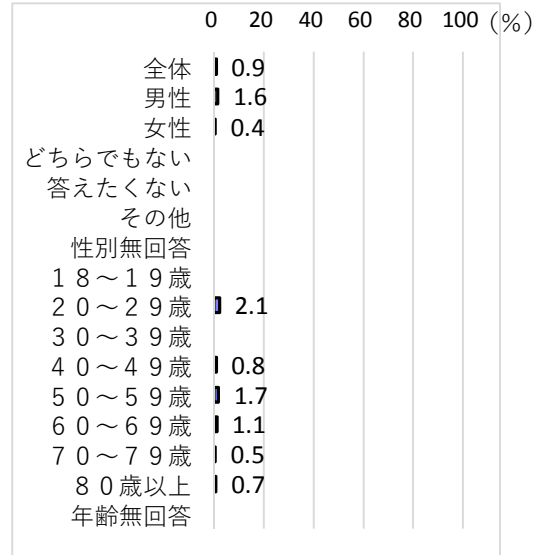 0 20 40 60 80 100 (%)
全体 0.9
男性 1.6
女性 0.4
どちらでもない
答えたくない
その他
性別無回答
１８～１９歳
２０～２９歳 2.1
３０～３９歳
４０～４９歳 0.8
５０～５９歳 1.7
６０～６９歳 1.1
７０～７９歳 0.5
８０歳以上 0.7
年齢無回答